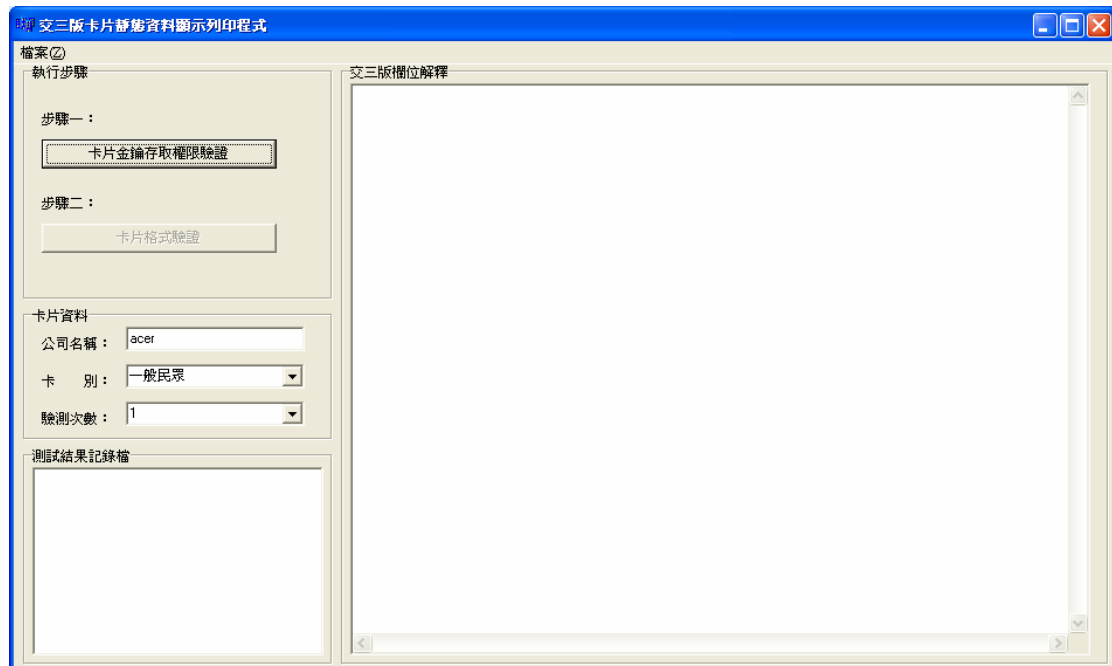 交三版卡片靜態資料顯示列印程式
檔案(Z)
執行步驟
步驟一：
卡片金鑰存取權限驗證
步驟二：
卡片格式驗證
卡片資料
公司名稱： acer
卡 別： 一般民眾
驗測次數： 1
測試結果記錄檔
交三版欄位解釋